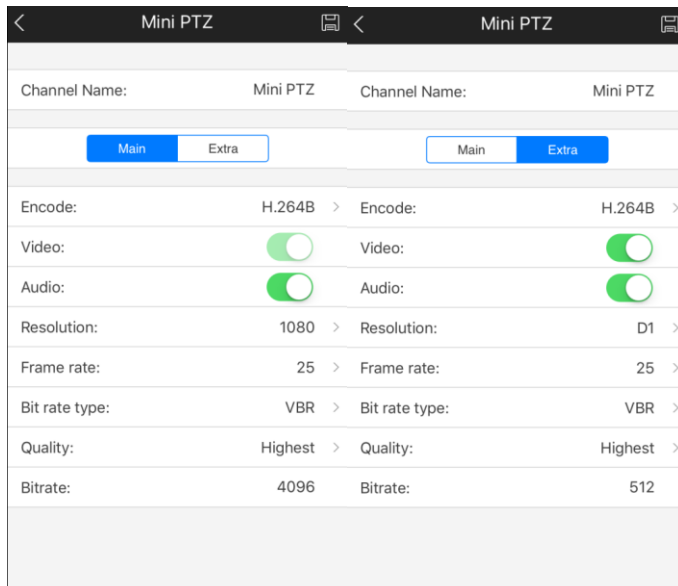 Mini PTZ
Channel Name: Mini PTZ
Main Extra
Encode: H.264B
Video:
Audio:
Resolution: 1080
Frame rate: 25
Bit rate type: VBR
Quality: Highest
Bitrate: 4096
Mini PTZ
Channel Name: Mini PTZ
Main Extra
Encode: H.264B
Video:
Audio:
Resolution: D1
Frame rate: 25
Bit rate type: VBR
Quality: Highest
Bitrate: 512